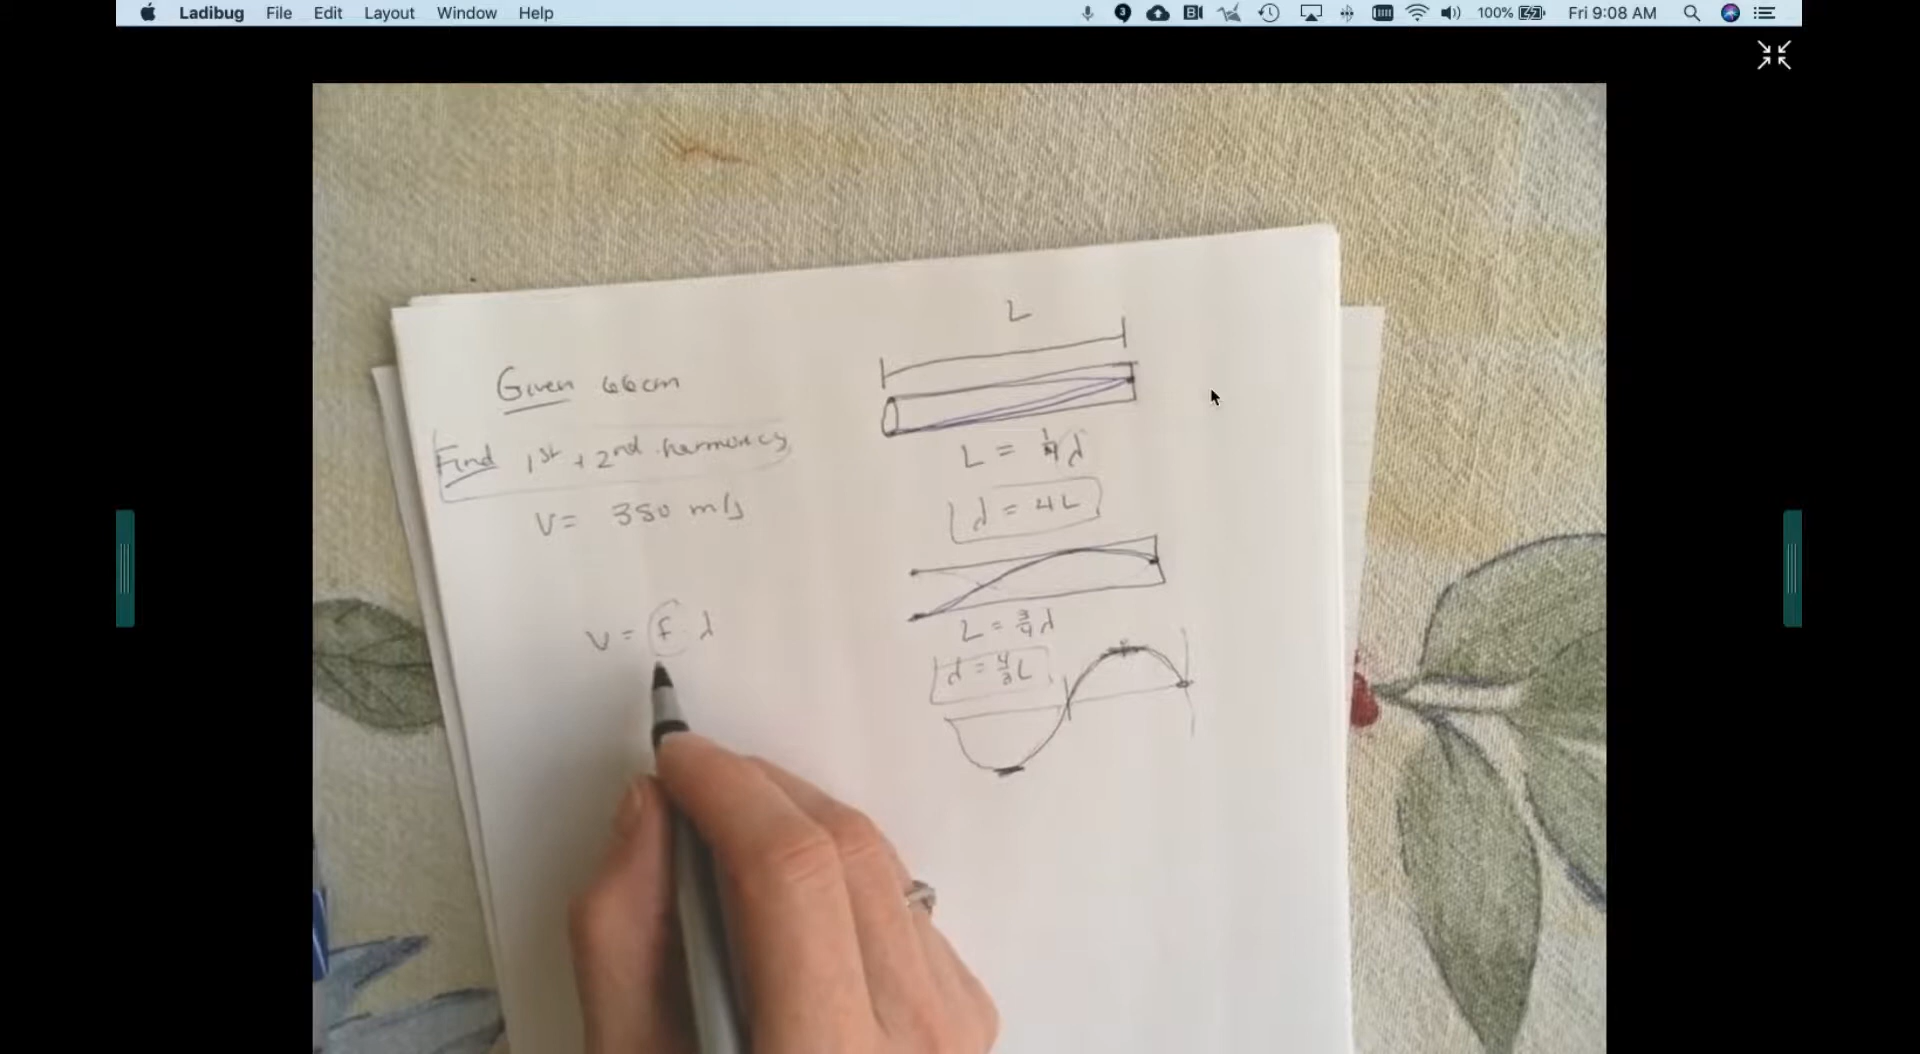 Ladibug File Edit Layout Window Help
3
100%
Fri 9:08 AM
L
Given 66cm
Find 1st + 2nd harmonics
V = 350 m/s
V = f λ
L = 1/4 λ
λ = 4L
L = 3/4 λ
λ = 4/3 L